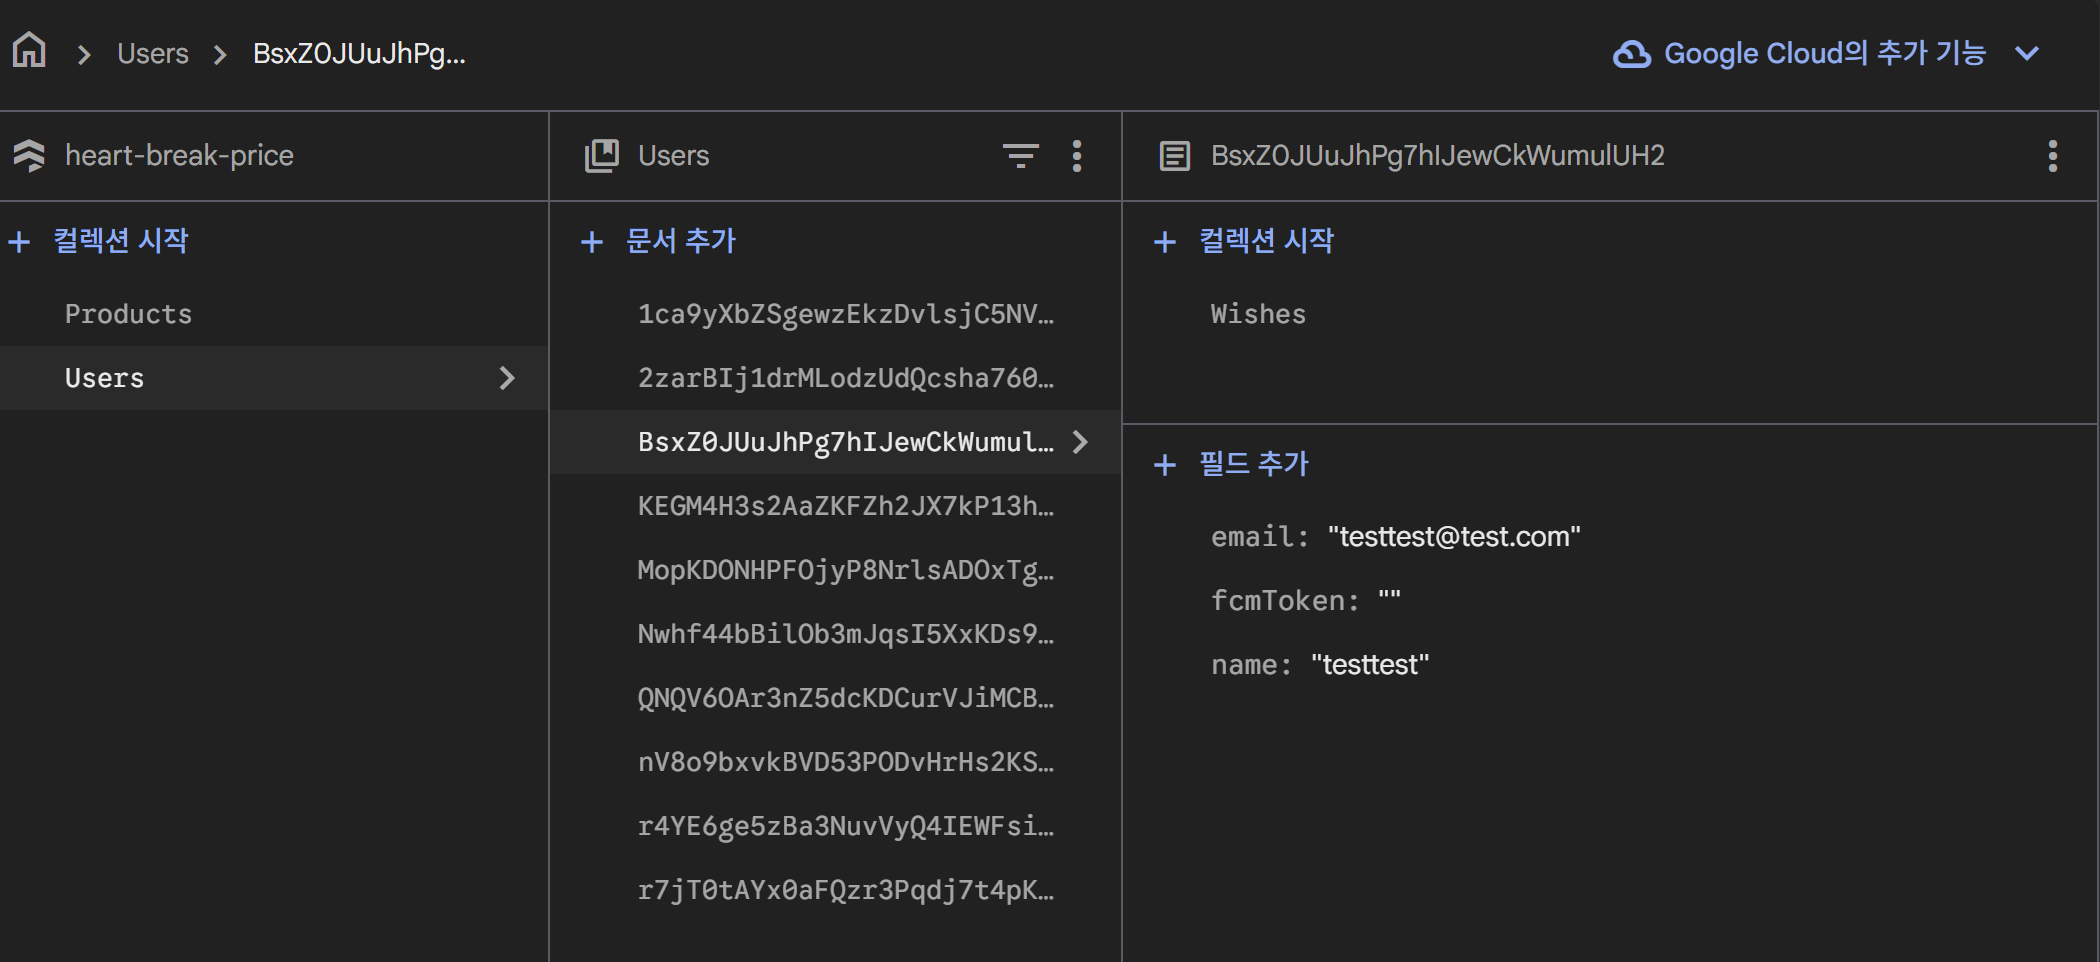 Users
BsxZ0JUuJhPg...
Google Cloud의 추가 기능
heart-break-price
컬렉션 시작
Products
Users
Users
문서 추가
1ca9yXbZSgewzEkzDvlsjC5NV…
2zarBIj1drMLodzUdQcsha760…
BsxZ0JUuJhPg7hIJewCkWumul…
KEGM4H3s2AaZKFZh2JX7kP13h…
MopKDONHPFOjyP8NrlsADOxTg…
Nwhf44bBilOb3mJqsI5XxKDs9…
QNQV6OAr3nZ5dcKDCurVJiMCB…
nV8o9bxvkBVD53PODvHrHs2KS…
r4YE6ge5zBa3NuvVyQ4IEWFsi…
r7jT0tAYx0aFQzr3Pqdj7t4pK…
BsxZ0JUuJhPg7hIJewCkWumulUH2
컬렉션 시작
Wishes
필드 추가
email: "testtest@test.com"
fcmToken: ""
name: "testtest"